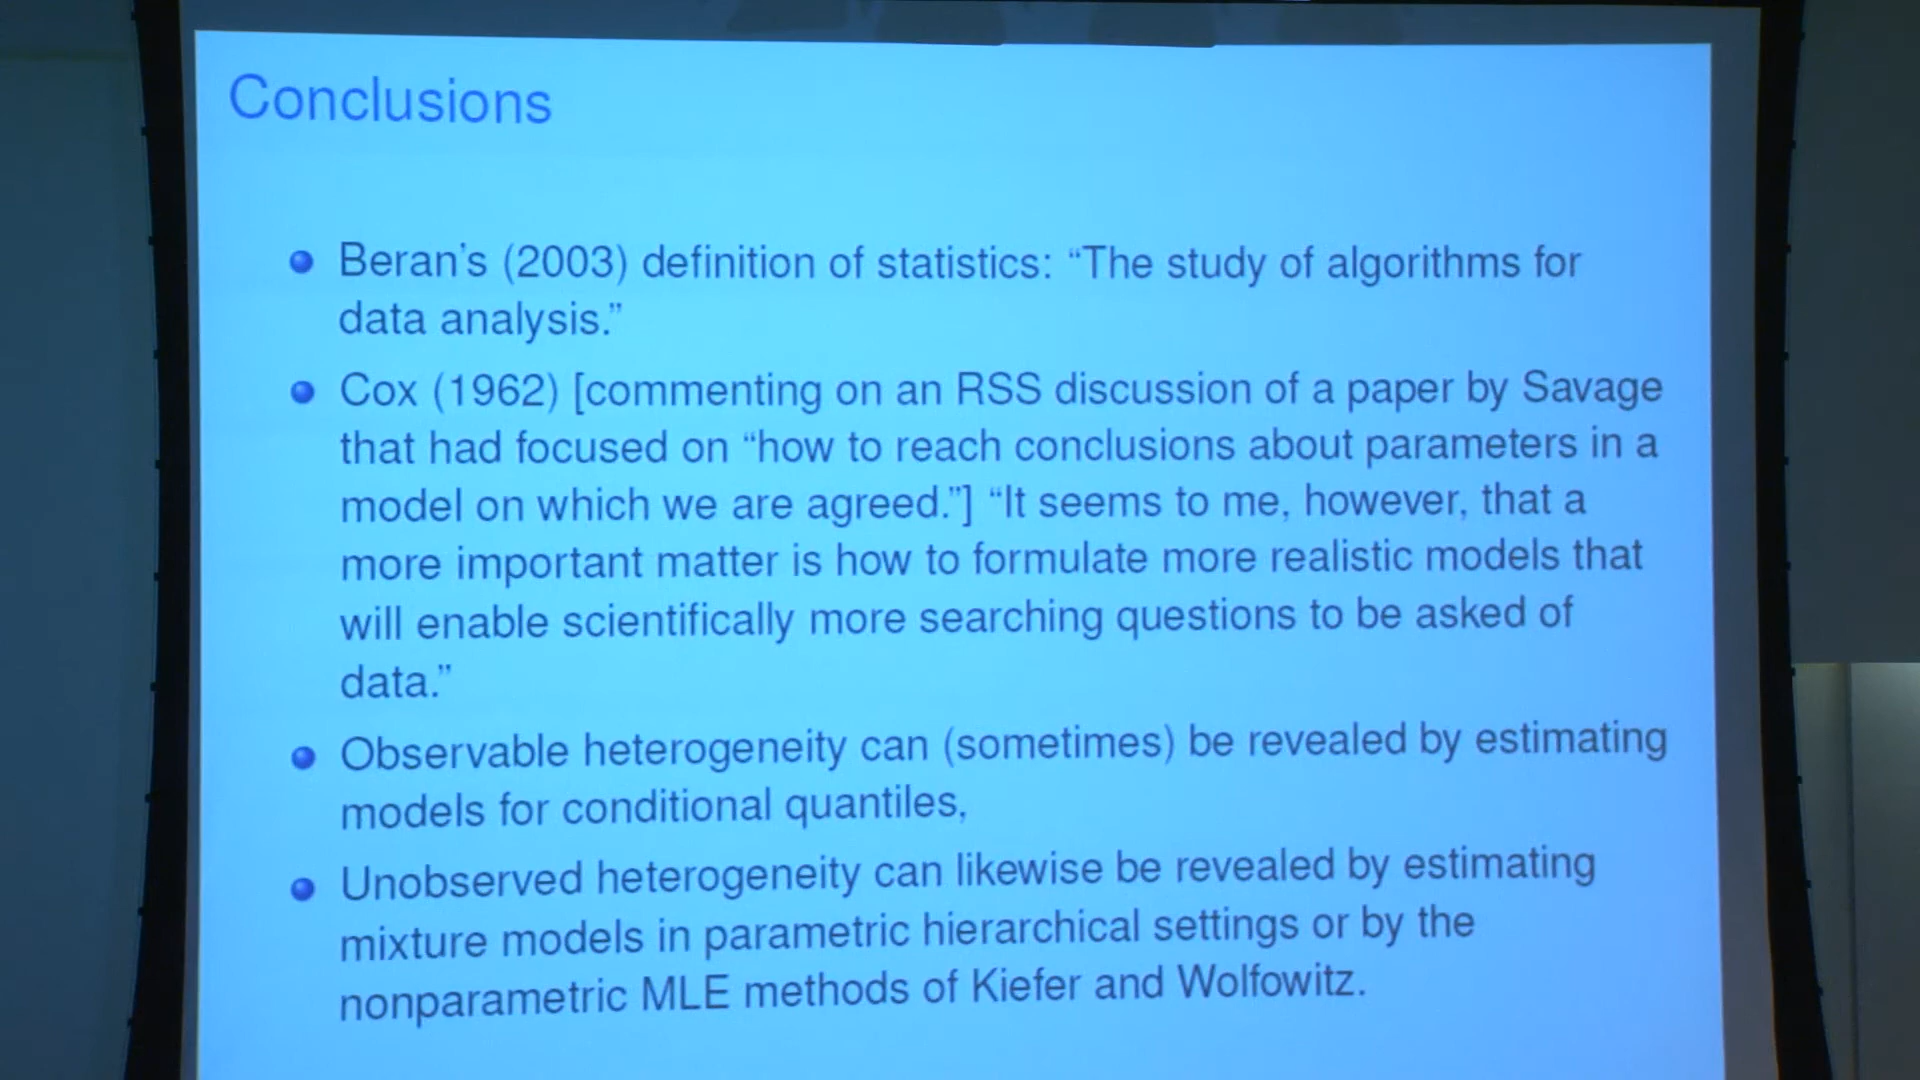 Conclusions
Beran's (2003) definition of statistics: “The study of algorithms for
data analysis.”
Cox (1962) [commenting on an RSS discussion of a paper by Savage
that had focused on “how to reach conclusions about parameters in a
model on which we are agreed.”] “It seems to me, however, that a
more important matter is how to formulate more realistic models that
will enable scientifically more searching questions to be asked of
data.”
Observable heterogeneity can (sometimes) be revealed by estimating
models for conditional quantiles,
Unobserved heterogeneity can likewise be revealed by estimating
mixture models in parametric hierarchical settings or by the
nonparametric MLE methods of Kiefer and Wolfowitz.